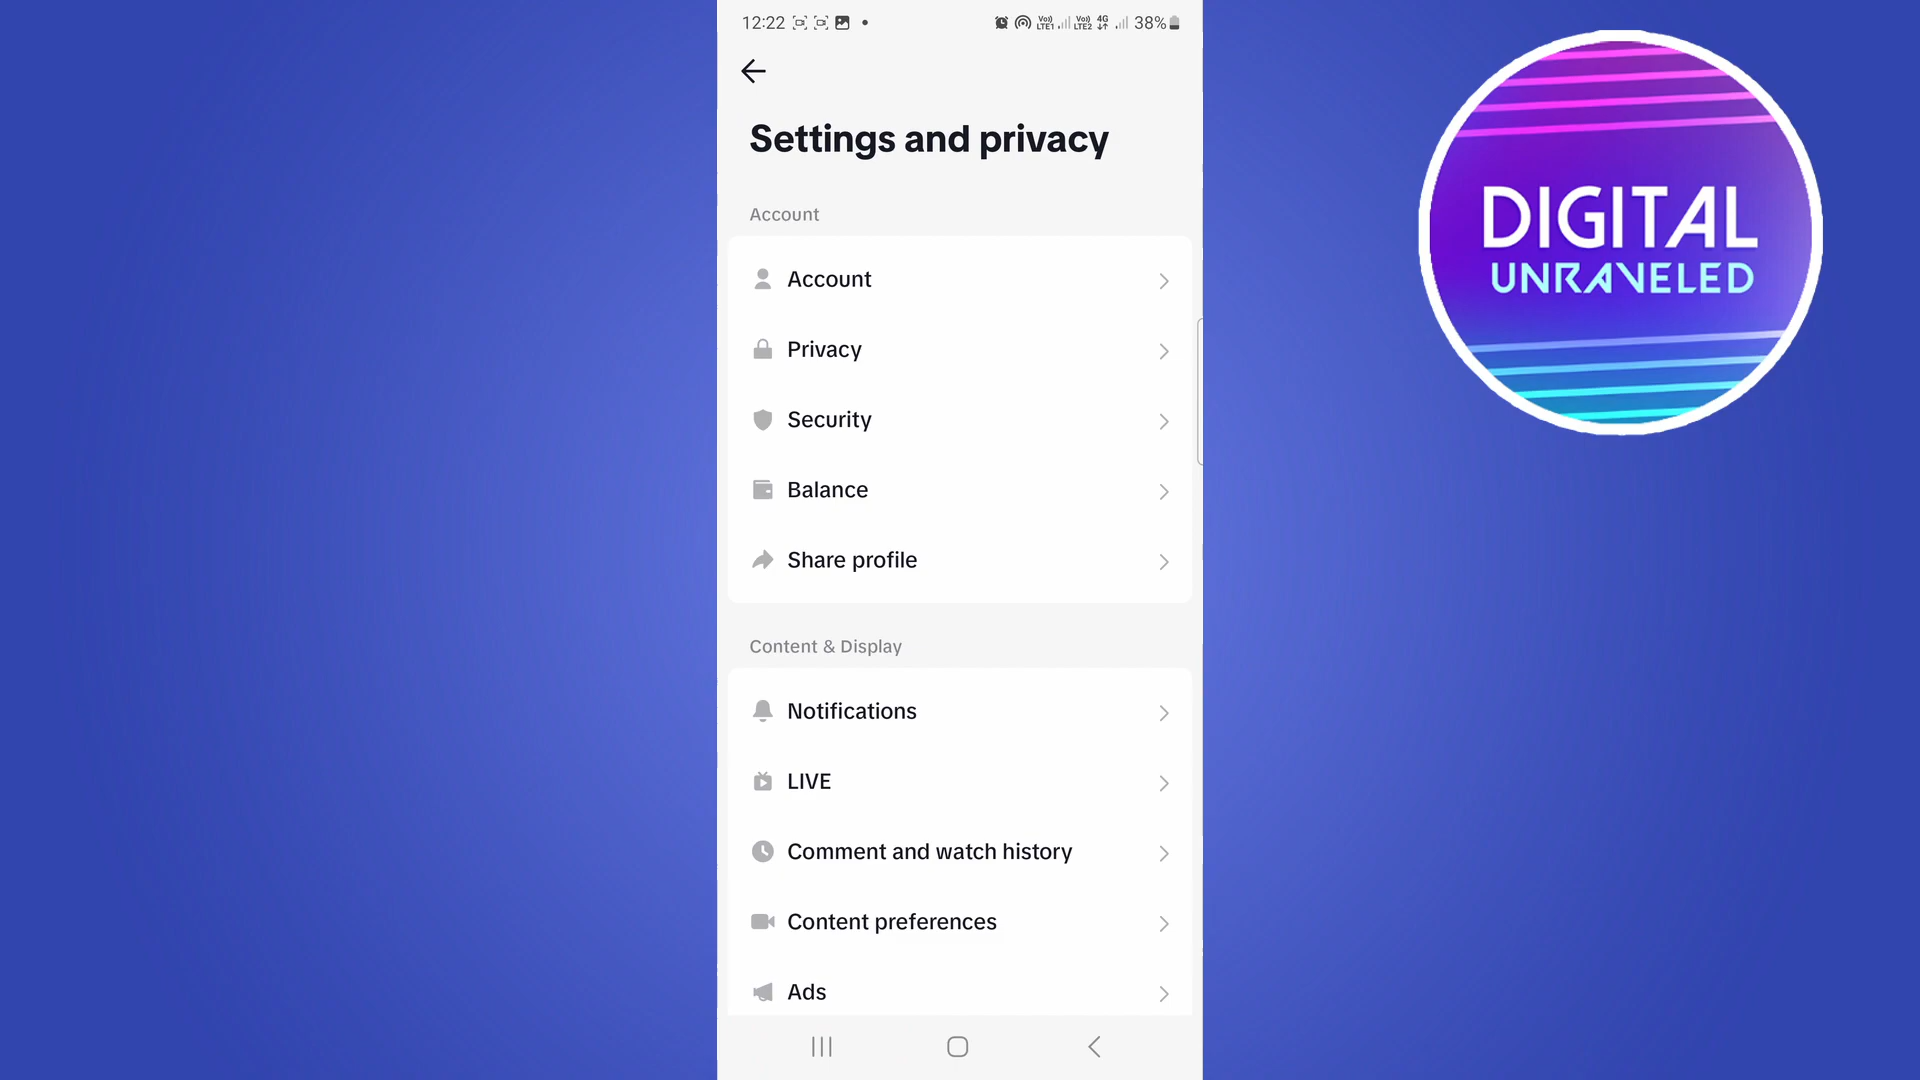 12:22 38%
Settings and privacy
Account
Account
Privacy
Security
Balance
Share profile
Content & Display
Notifications
LIVE
Comment and watch history
Content preferences
Ads
DIGITAL
UNRAVELED